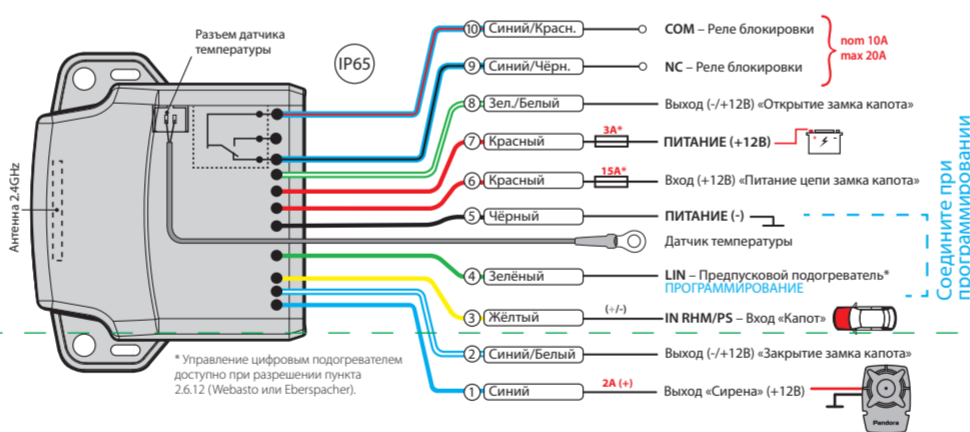 Разъем датчика
температуры
IP65
Антенна 2.4GHz
10 Синий/Красн. COM – Реле блокировки
nom 10A
max 20A
9 Синий/Чёрн. NC – Реле блокировки
8 Зел./Белый Выход (-/+12В) «Открытие замка капота»
7 Красный 3A* ПИТАНИЕ (+12В)
6 Красный 15A* Вход (+12В) «Питание цепи замка капота»
5 Чёрный ПИТАНИЕ (-)
Датчик температуры
4 Зелёный LIN – Предпусковой подогреватель*
ПРОГРАММИРОВАНИЕ
Соедините при
программировании
3 Жёлтый (+/-) IN RHM/PS – Вход «Капот»
2 Синий/Белый Выход (-/+12В) «Закрытие замка капота»
1 Синий 2A (+) Выход «Сирена» (+12В)
Pandora
* Управление цифровым подогревателем
доступно при разрешении пункта
2.6.12 (Webasto или Eberspacher).